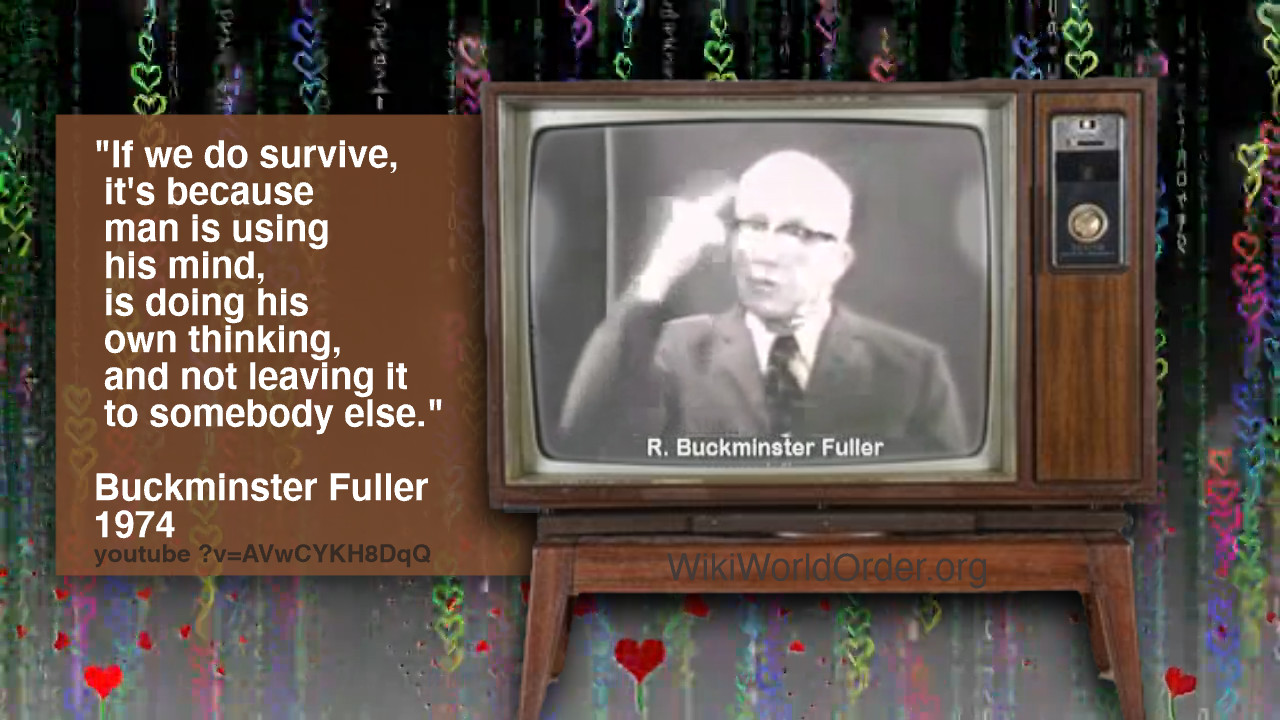 "If we do survive,
it's because
man is using
his mind,
is doing his
own thinking,
and not leaving it
to somebody else."
Buckminster Fuller
1974
youtube ?v=AVwCYKH8DqQ
R. Buckminster Fuller
WikiWorldOrder.org